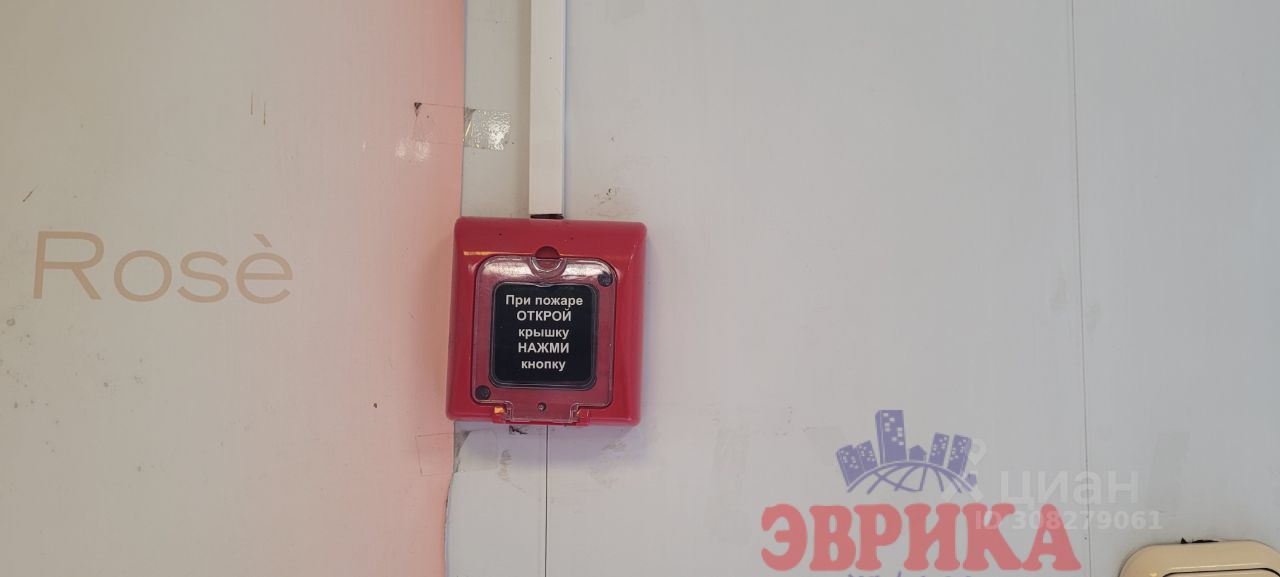 Rosè
При пожаре
ОТКРОЙ
крышку
НАЖМИ
кнопку
циан
ID 308279061
ЭВРИКА